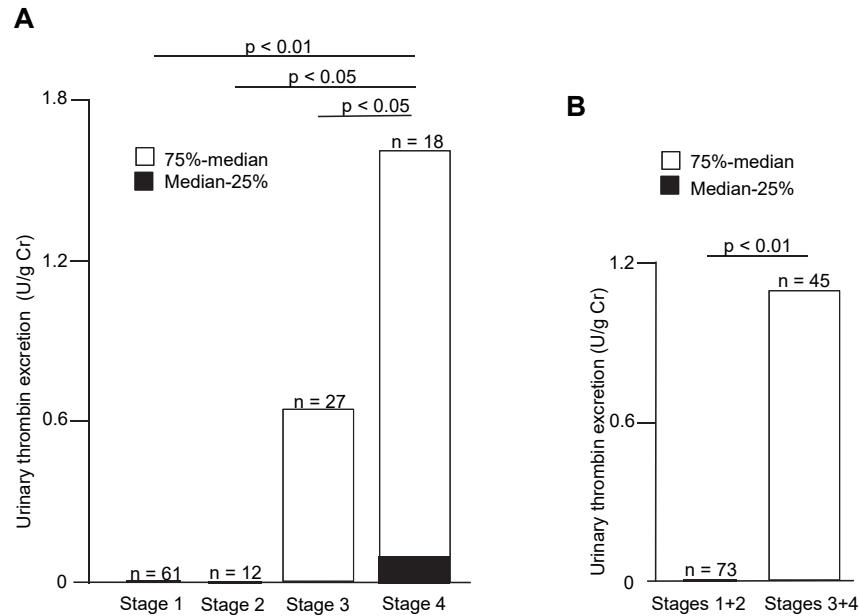 A
p < 0.01
p < 0.05
p < 0.05
1.8
1.2
0.6
0
Urinary thrombin excretion (U/g Cr)
75%-median
Median-25%
n = 61
n = 12
n = 27
n = 18
Stage 1
Stage 2
Stage 3
Stage 4
B
75%-median
Median-25%
p < 0.01
1.2
0.6
0
Urinary thrombin excretion (U/g Cr)
n = 73
n = 45
Stages 1+2
Stages 3+4